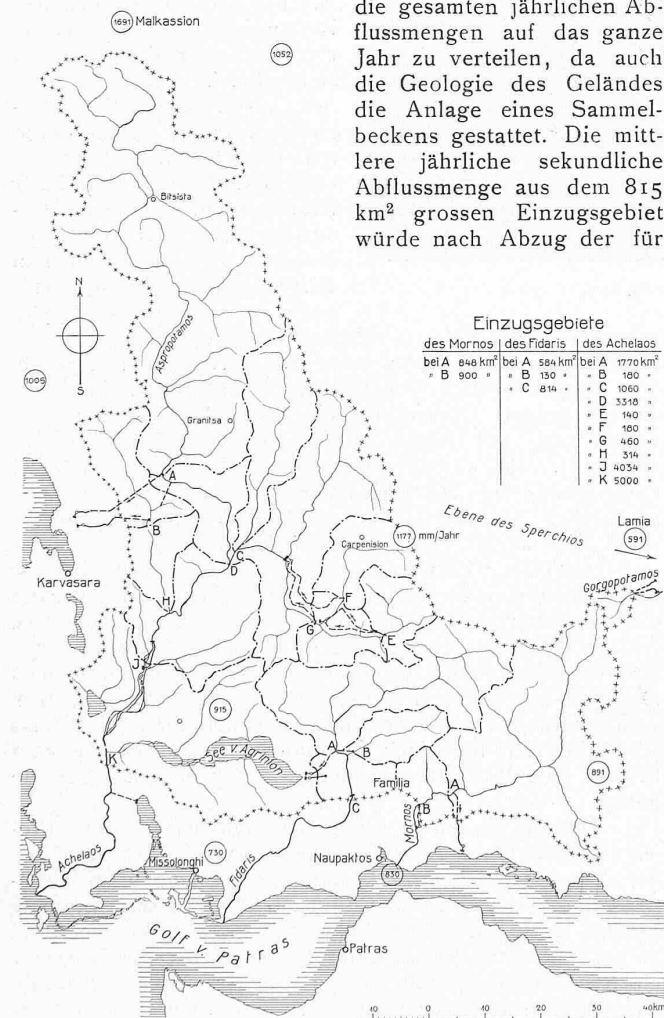 die gesamten jährlichen Ab-
flussmengen auf das ganze
Jahr zu verteilen, da auch
die Geologie des Geländes
die Anlage eines Sammel-
beckens gestattet. Die mitt-
lere jährliche sekundliche
Abflussmenge aus dem 815
km² grossen Einzugsgebiet
würde nach Abzug der für
1691 Malkassion
1052
Bitsista
N
S
Aspropotamos
1005
Granitsa
Einzugsgebiete
des Mornos | des Fidaris | des Achelaos
bei A 848 km² | bei A 584 km² | bei A 1770 km²
" B 900 " | " B 130 " | " B 180 "
" C 814 " | " C 1060 "
" D 3318 "
" E 140 "
" F 180 "
" G 460 "
" H 314 "
" J 4034 "
" K 5000 "
A
B
C
D
Ebene des Sperchios
Lamia
591
Carpenision
1177 mm/Jahr
Gorgopotamos
Karvasara
H
F
G
E
J
915
See v. Agrinion
K
A
B
C
Familia
A
B
891
Mornos
Achelaos
Missolonghi
730
Fidaris
Naupaktos
830
Golf v. Patras
Patras
10 0 10 20 30 40km